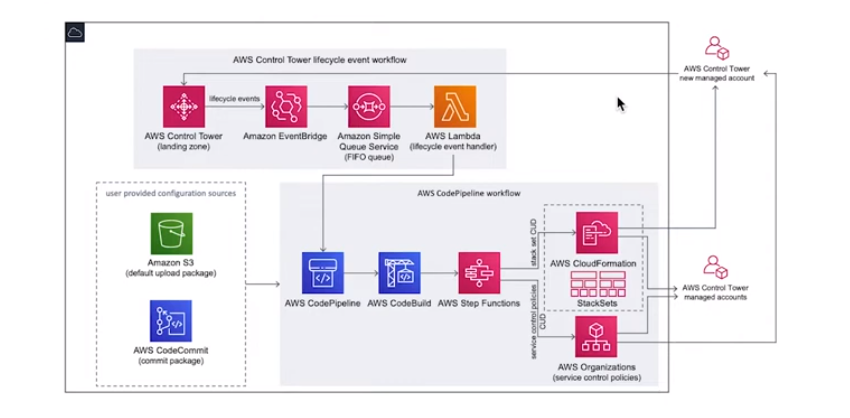 AWS Control Tower lifecycle event workflow
AWS Control Tower
new managed account
lifecycle events
AWS Control Tower
(landing zone)
Amazon EventBridge
Amazon Simple
Queue Service
(FIFO queue)
AWS Lambda
(lifecycle event handler)
user provided configuration sources
AWS CodePipeline workflow
Amazon S3
(default upload package)
AWS CodeCommit
(commit package)
AWS CodePipeline
AWS CodeBuild
AWS Step Functions
stack set CUD
service control policies
CUD
AWS CloudFormation
StackSets
AWS Organizations
(service control policies)
AWS Control Tower
managed accounts